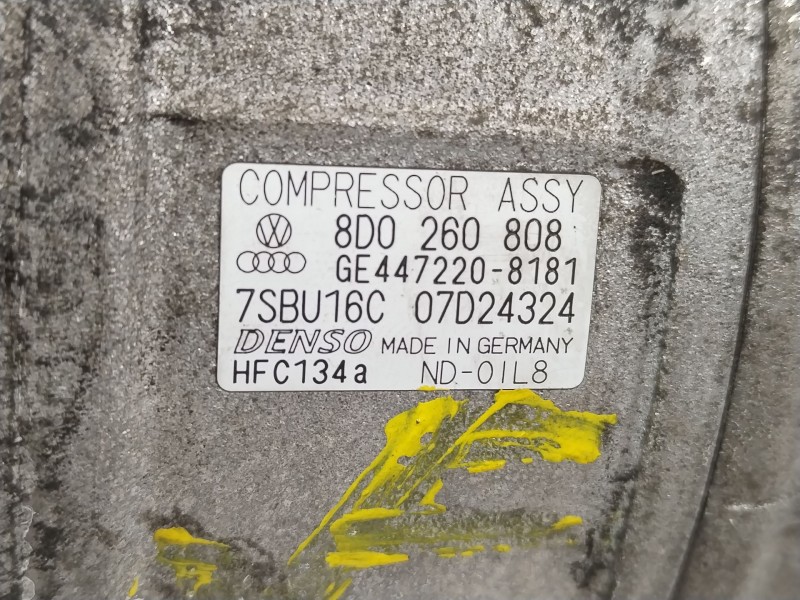 COMPRESSOR ASSY
8D0 260 808
GE447220-8181
7SBU16C 07D24324
DENSO MADE IN GERMANY
HFC134a ND-OIL8